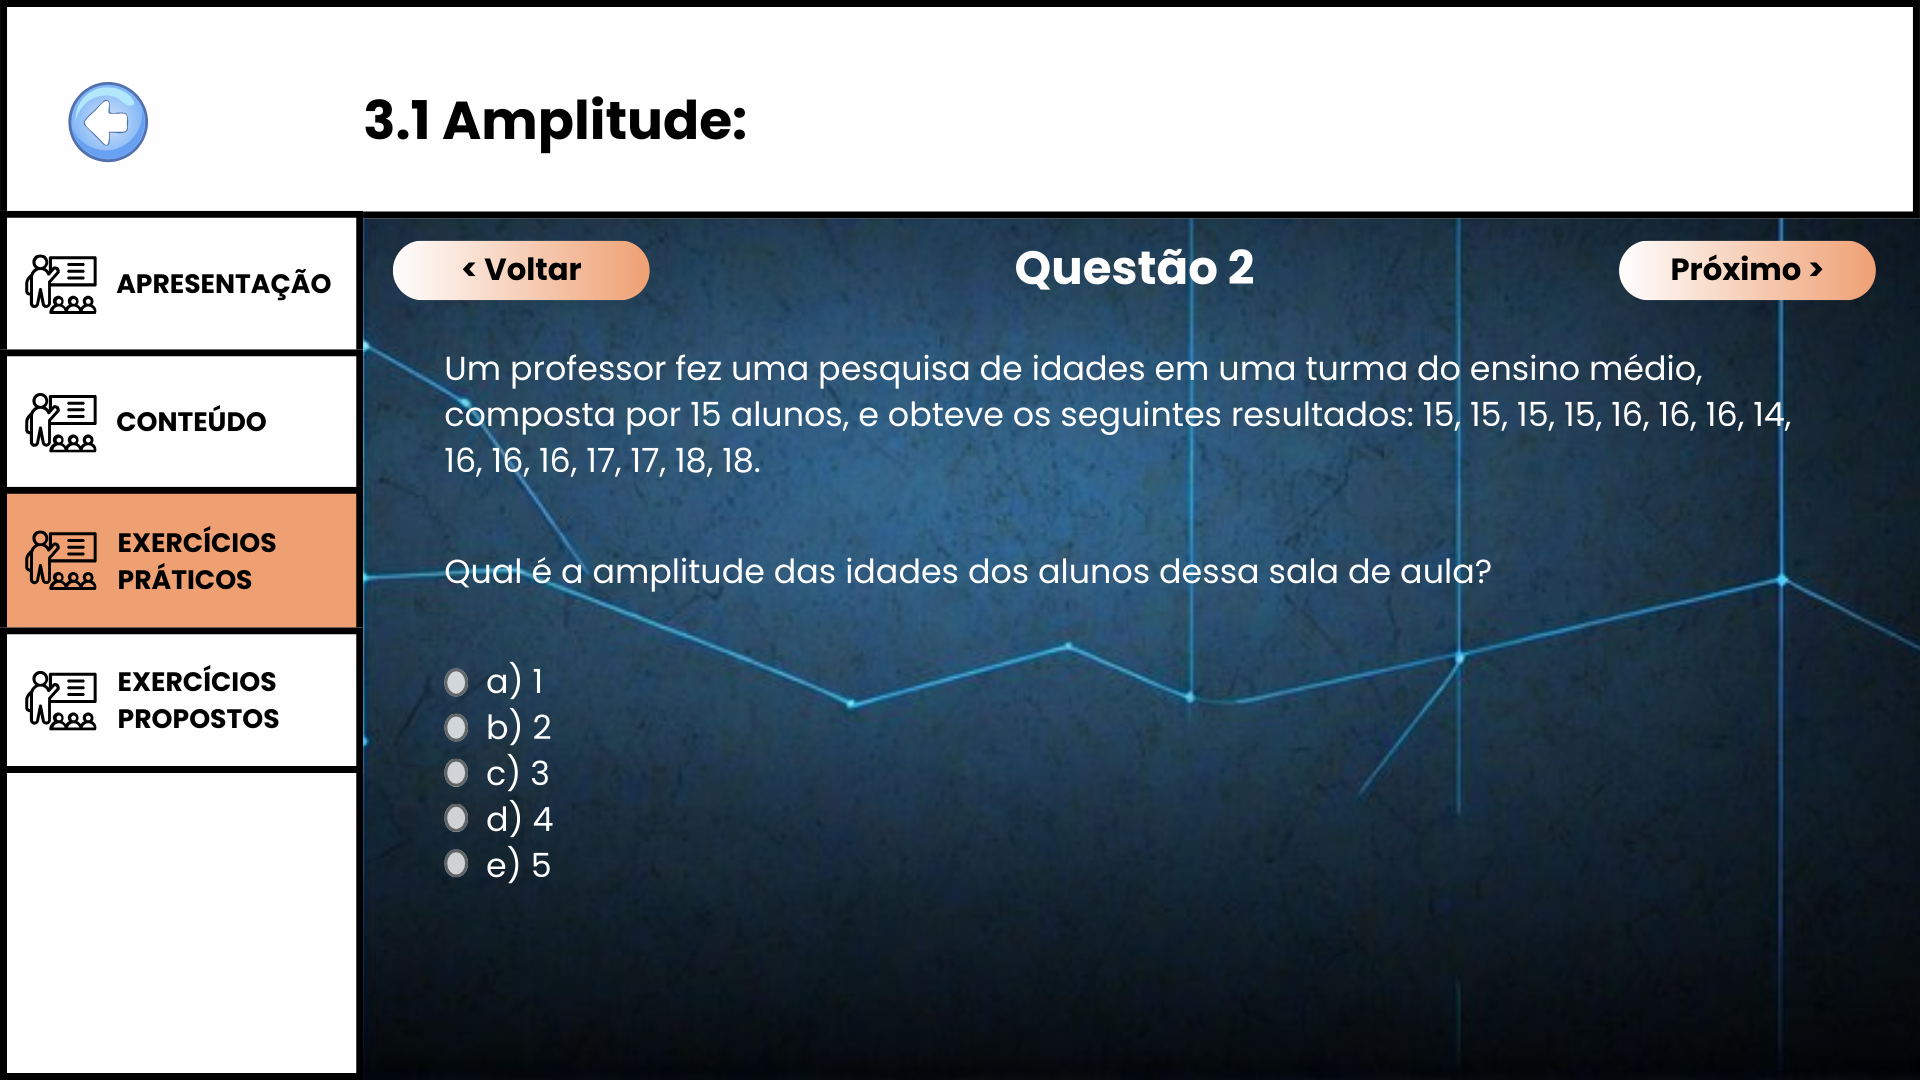 3.1 Amplitude:
APRESENTAÇÃO
CONTEÚDO
EXERCÍCIOS
PRÁTICOS
EXERCÍCIOS
PROPOSTOS
< Voltar
Questão 2
Próximo >
Um professor fez uma pesquisa de idades em uma turma do ensino médio,
composta por 15 alunos, e obteve os seguintes resultados: 15, 15, 15, 15, 16, 16, 16, 14,
16, 16, 16, 17, 17, 18, 18.
Qual é a amplitude das idades dos alunos dessa sala de aula?
a) 1
b) 2
c) 3
d) 4
e) 5